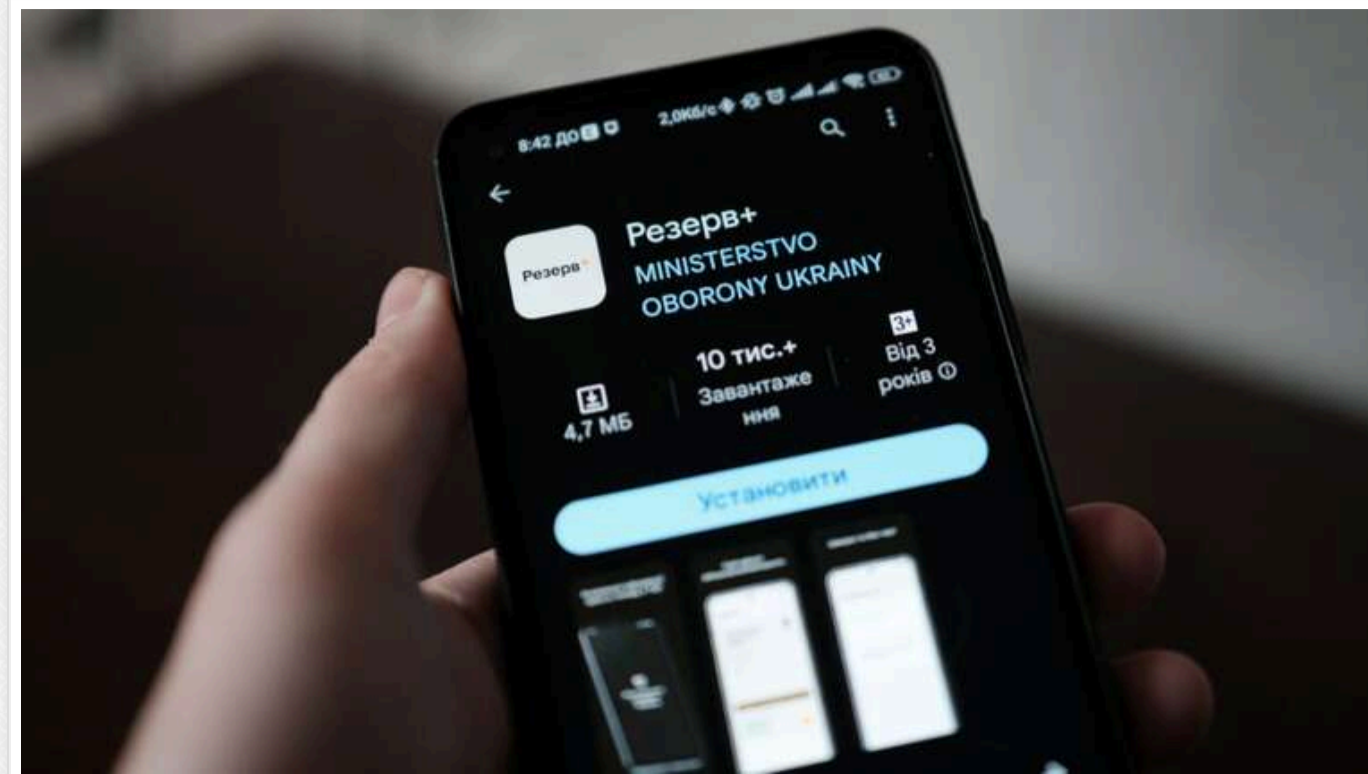 8:42 ДО
2,0Кб/с
Резерв+
Резерв+
MINISTERSTVO
OBORONY UKRAINY
4,7 МБ
10 тис.+
Завантаже
ння
3+
Від 3
років
Установити